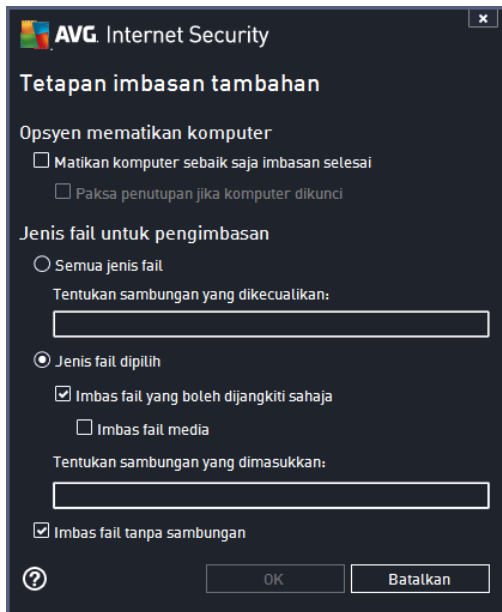 AVG. Internet Security
Tetapan imbasan tambahan
Opsyen mematikan komputer
Matikan komputer sebaik saja imbasan selesai
Paksa penutupan jika komputer dikunci
Jenis fail untuk pengimbasan
Semua jenis fail
Tentukan sambungan yang dikecualikan:
Jenis fail dipilih
Imbas fail yang boleh dijangkiti sahaja
Imbas fail media
Tentukan sambungan yang dimasukkan:
Imbas fail tanpa sambungan
OK Batalkan